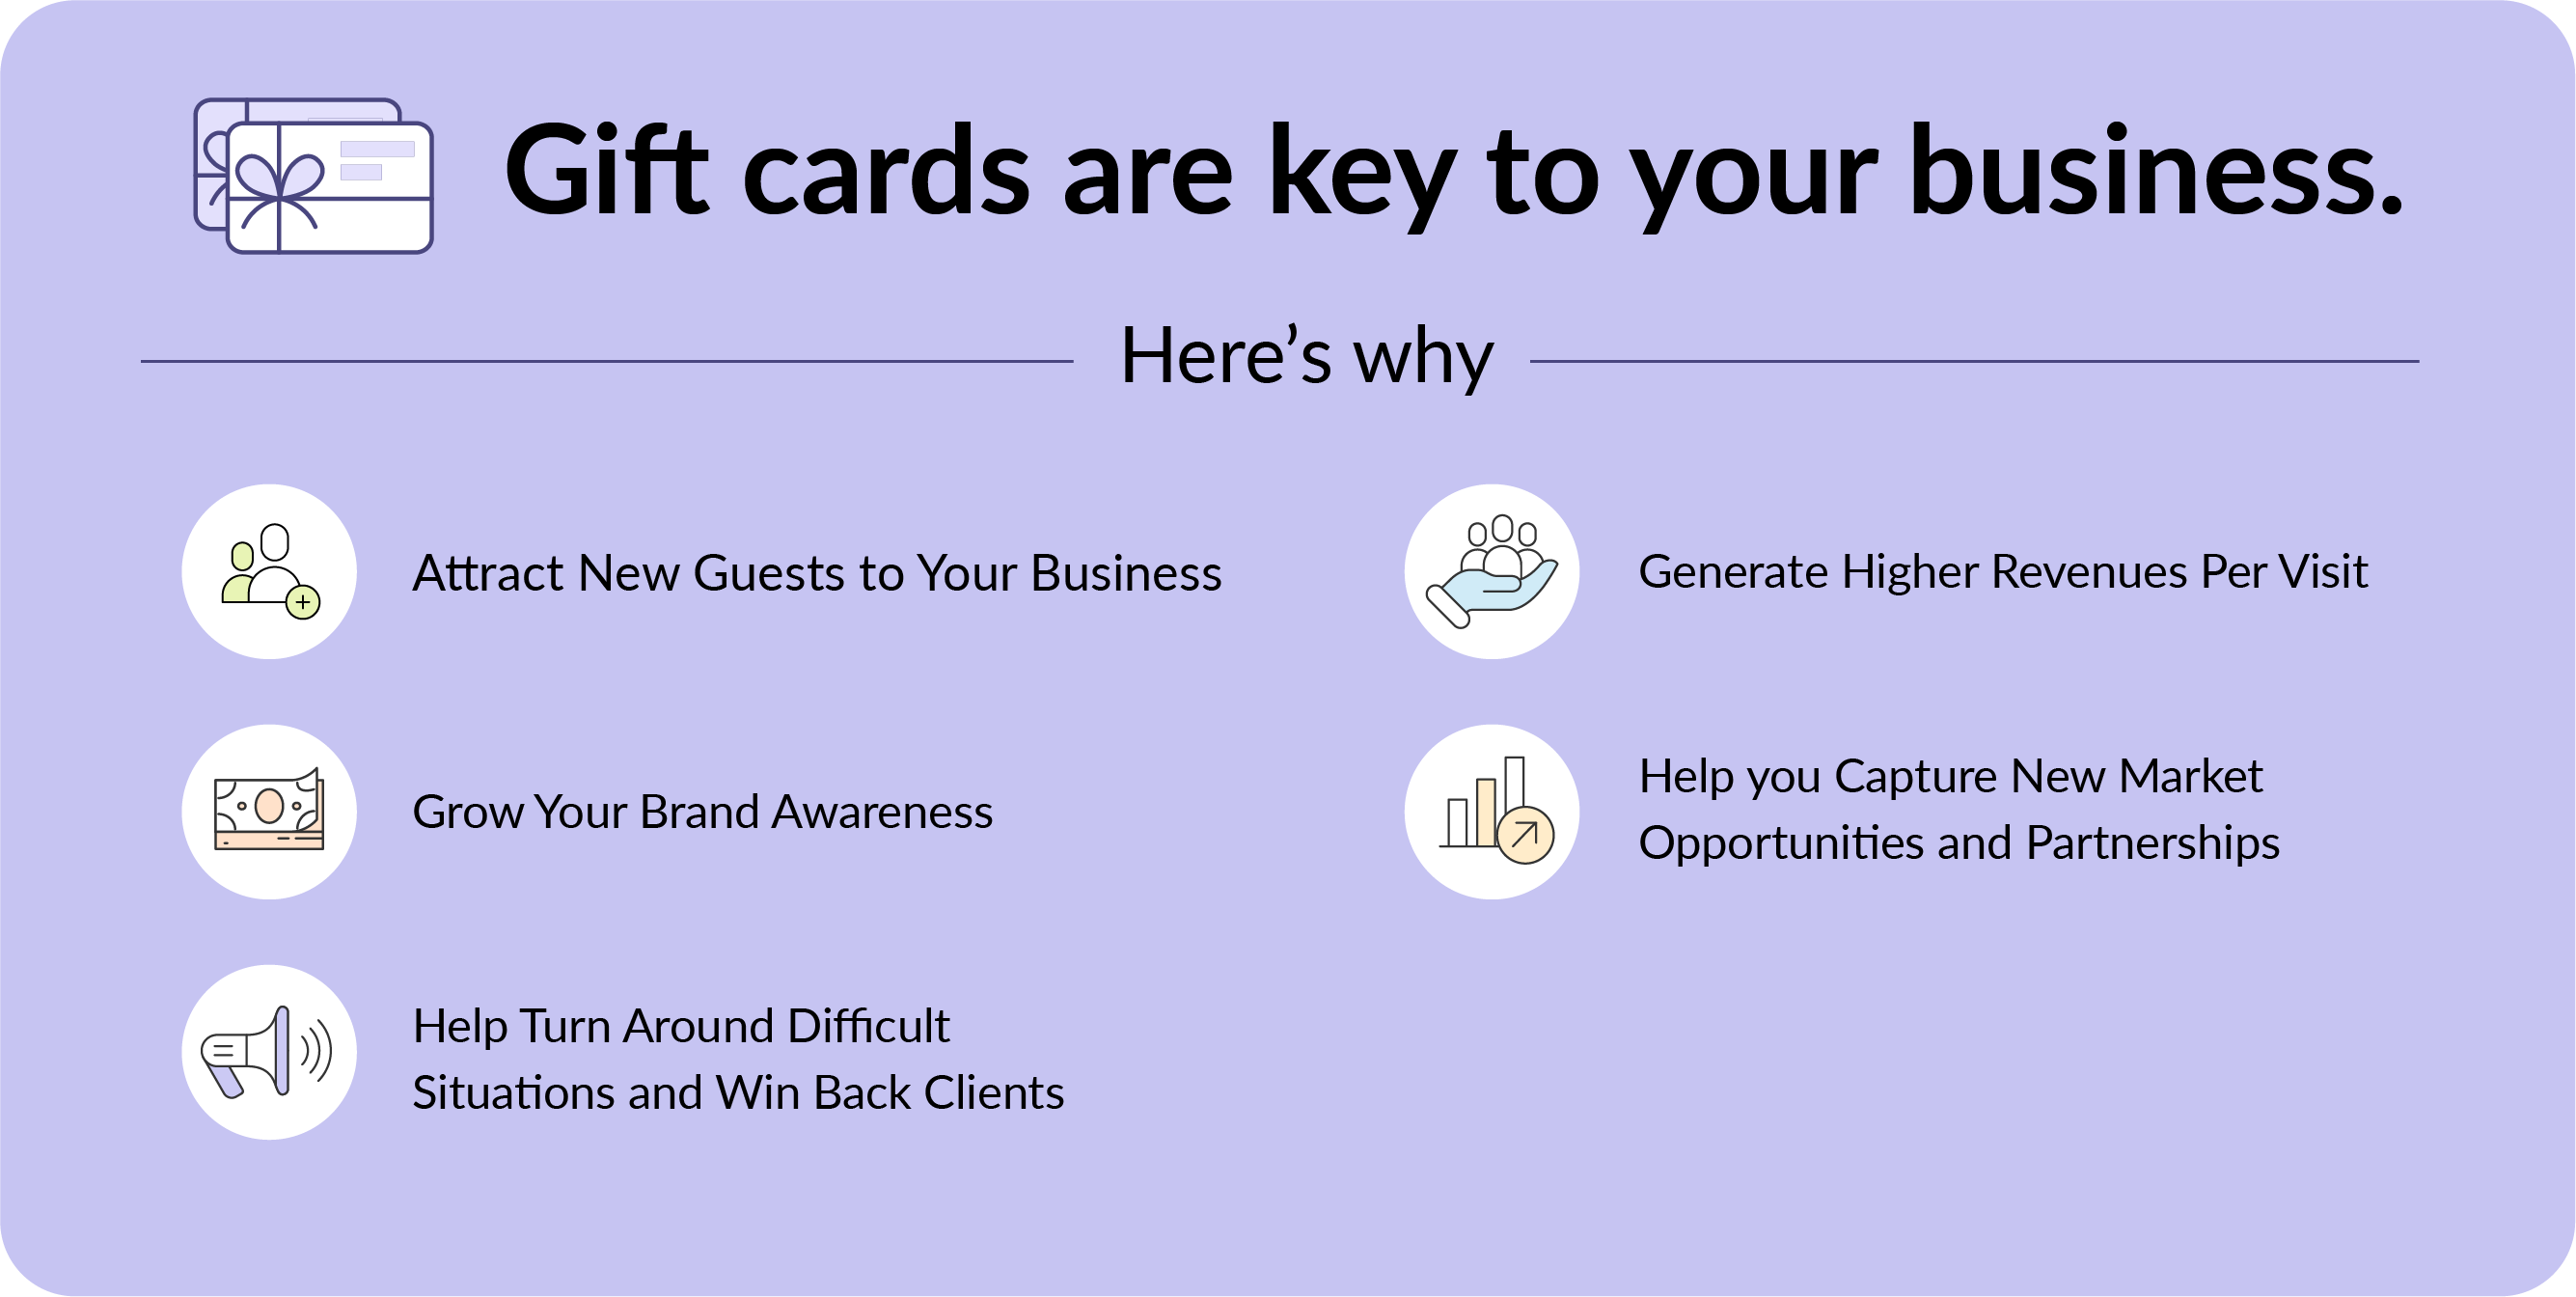 Gift cards are key to your business.
Here’s why
Attract New Guests to Your Business
Grow Your Brand Awareness
Help Turn Around Difficult
Situations and Win Back Clients
Generate Higher Revenues Per Visit
Help you Capture New Market
Opportunities and Partnerships